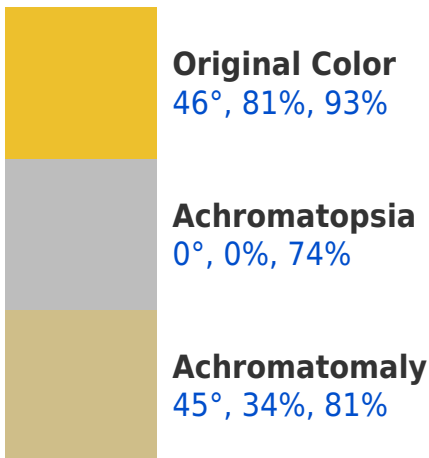 Original Color
46°, 81%, 93%
Achromatopsia
0°, 0%, 74%
Achromatomaly
45°, 34%, 81%